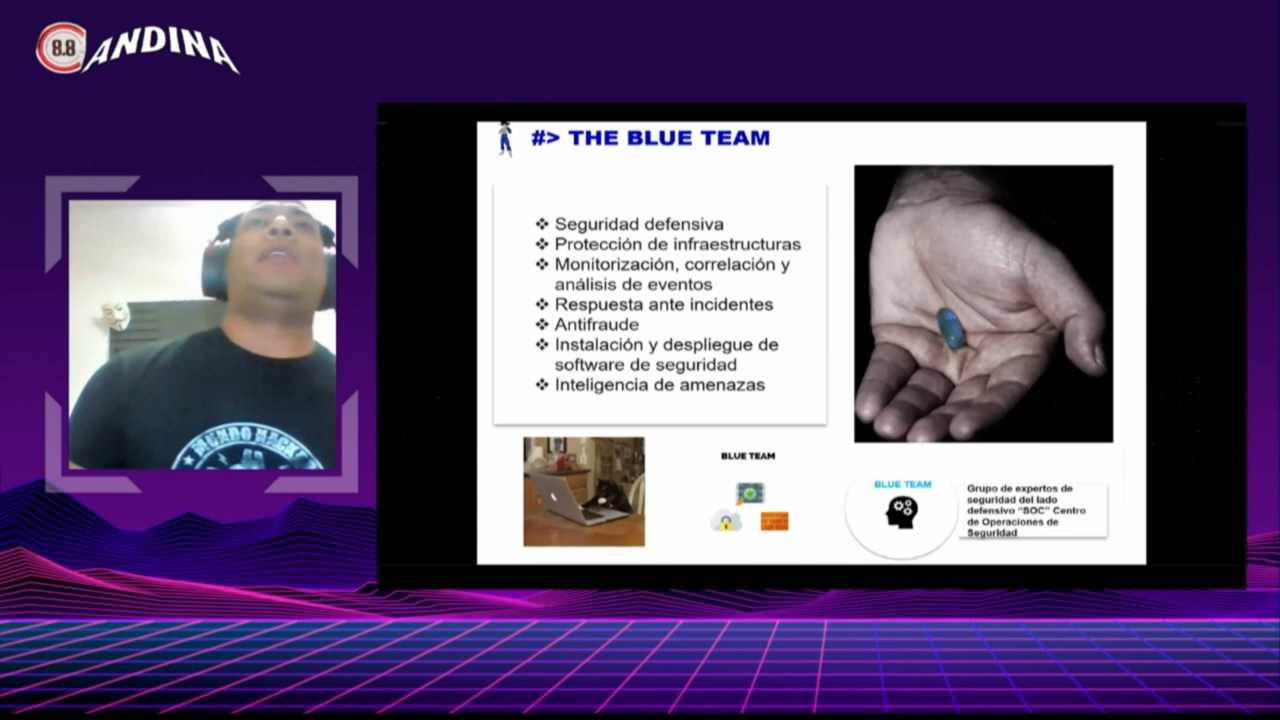 8.8 ANDINA
#> THE BLUE TEAM
❖ Seguridad defensiva
❖ Protección de infraestructuras
❖ Monitorización, correlación y
análisis de eventos
❖ Respuesta ante incidentes
❖ Antifraude
❖ Instalación y despliegue de
software de seguridad
❖ Inteligencia de amenazas
BLUE TEAM
BLUE TEAM
Grupo de expertos de
seguridad del lado
defensivo “SOC” Centro
de Operaciones de
Seguridad
MUNDO HACK